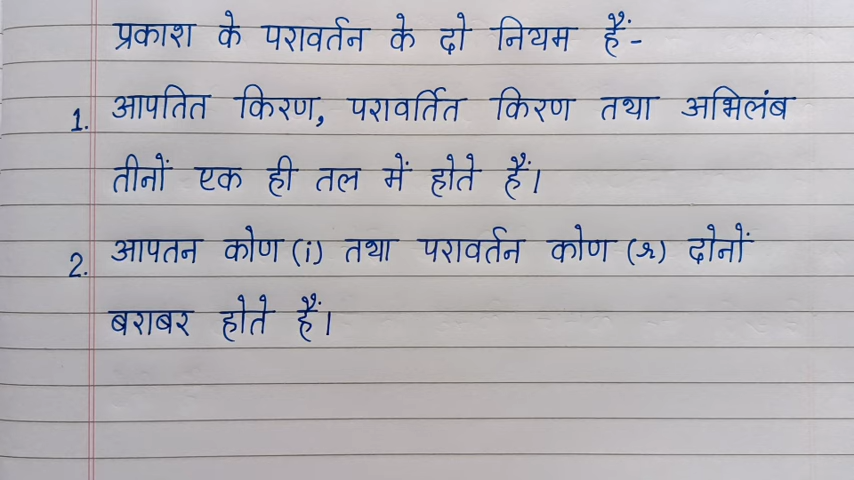 प्रकाश के परावर्तन के दो नियम हैं-
1. आपतित किरण, परावर्तित किरण तथा अभिलंब
तीनों एक ही तल में होते हैं।
2. आपतन कोण (i) तथा परावर्तन कोण (r) दोनों
बराबर होते हैं।